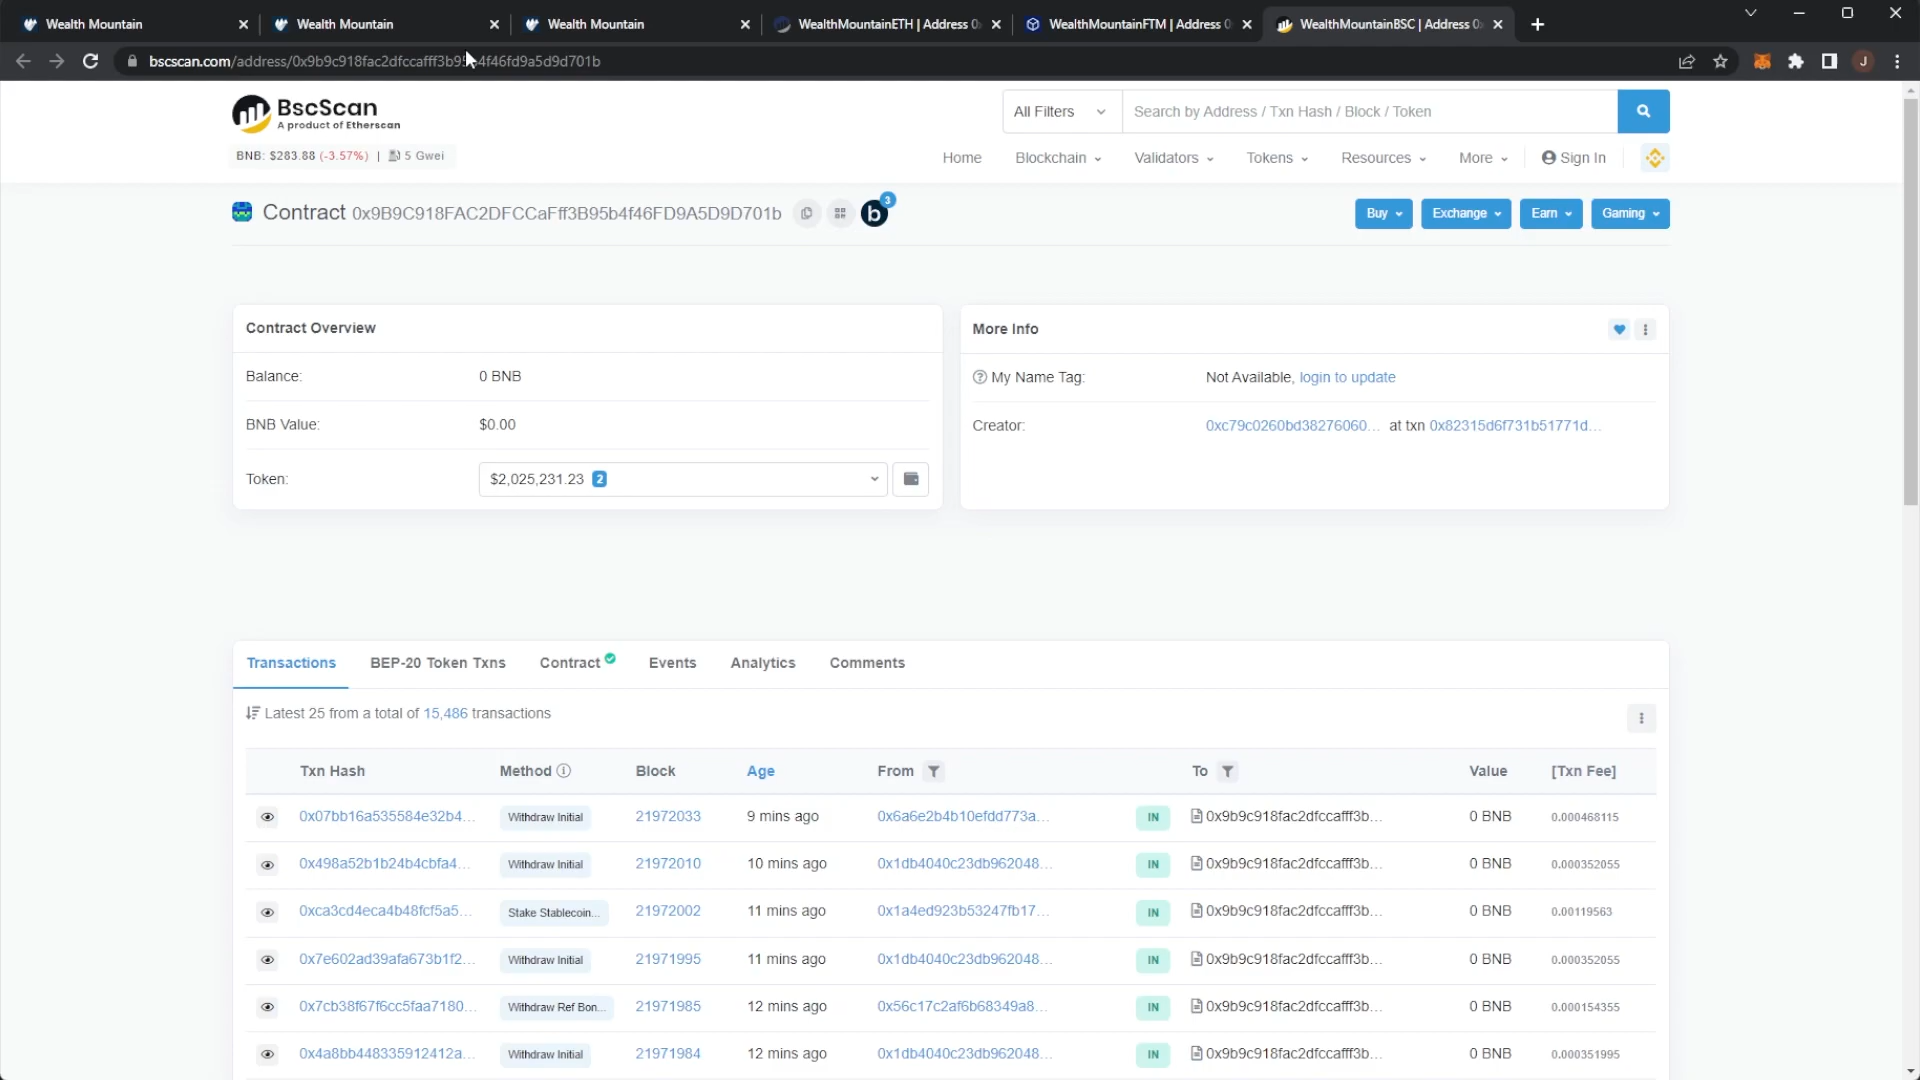 Wealth Mountain
Wealth Mountain
Wealth Mountain
WealthMountainETH | Address 0
WealthMountainFTM | Address 0
WealthMountainBSC | Address 0
J
BscScan
A product of Etherscan
BNB: $283.88 (-3.57%) | 5 Gwei
All Filters
Search by Address / Txn Hash / Block / Token
Home Blockchain Validators Tokens Resources More Sign In
Contract 0x9B9C918FAC2DFCCaFff3B95b4f46FD9A5D9D701b
b 3
Buy Exchange Earn Gaming
Contract Overview
Balance: 0 BNB
BNB Value: $0.00
Token: $2,025,231.23 2
More Info
My Name Tag: Not Available, login to update
Creator: 0xc79c0260bd38276060... at txn 0x82315d6f731b51771d...
Transactions BEP-20 Token Txns Contract Events Analytics Comments
Latest 25 from a total of 15,486 transactions
Txn Hash Method Block Age From To Value [Txn Fee]
0x07bb16a535584e32b4... Withdraw Initial 21972033 9 mins ago 0x6a6e2b4b10efdd773a... IN 0x9b9c918fac2dfccafff3b... 0 BNB 0.000468115
0x498a52b1b24b4cbfa4... Withdraw Initial 21972010 10 mins ago 0x1db4040c23db962048... IN 0x9b9c918fac2dfccafff3b... 0 BNB 0.000352055
0xca3cd4eca4b48fcf5a5... Stake Stablecoin... 21972002 11 mins ago 0x1a4ed923b53247fb17... IN 0x9b9c918fac2dfccafff3b... 0 BNB 0.00119563
0x7e602ad39afa673b1f2... Withdraw Initial 21971995 11 mins ago 0x1db4040c23db962048... IN 0x9b9c918fac2dfccafff3b... 0 BNB 0.000352055
0x7cb38f67f6cc5faa7180... Withdraw Ref Bon... 21971985 12 mins ago 0x56c17c2af6b68349a8... IN 0x9b9c918fac2dfccafff3b... 0 BNB 0.000154355
0x4a8bb448335912412a... Withdraw Initial 21971984 12 mins ago 0x1db4040c23db962048... IN 0x9b9c918fac2dfccafff3b... 0 BNB 0.000351995